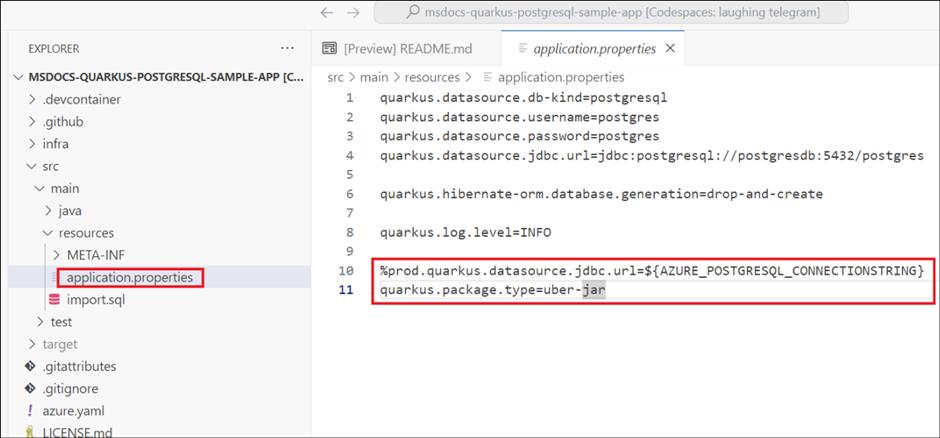 msdocs-quarkus-postgresql-sample-app [Codespaces: laughing telegram]
EXPLORER
MSDOCS-QUARKUS-POSTGRESQL-SAMPLE-APP [C...
.devcontainer
.github
infra
src
main
java
resources
META-INF
application.properties
import.sql
test
target
.gitattributes
.gitignore
azure.yaml
LICENSE.md
[Preview] README.md
application.properties
src > main > resources > application.properties
1 quarkus.datasource.db-kind=postgresql
2 quarkus.datasource.username=postgres
3 quarkus.datasource.password=postgres
4 quarkus.datasource.jdbc.url=jdbc:postgresql://postgresdb:5432/postgres
5
6 quarkus.hibernate-orm.database.generation=drop-and-create
7
8 quarkus.log.level=INFO
9
10 %prod.quarkus.datasource.jdbc.url=${AZURE_POSTGRESQL_CONNECTIONSTRING}
11 quarkus.package.type=uber-jar